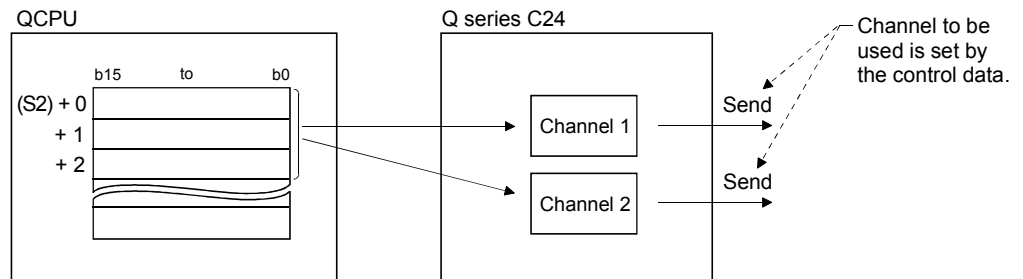 QCPU
b15 to b0
(S2) + 0
+ 1
+ 2
Q series C24
Channel 1
Channel 2
Send
Send
Channel to be
used is set by
the control data.